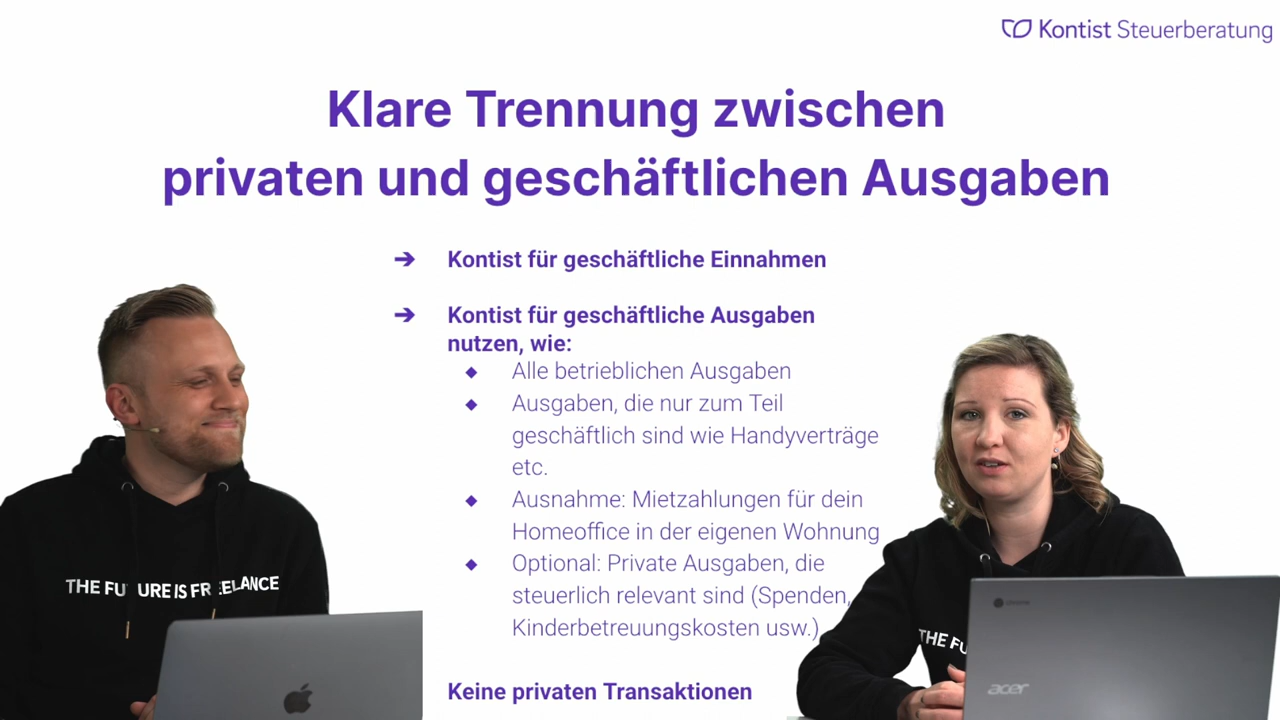 Kontist Steuerberatung
Klare Trennung zwischen
privaten und geschäftlichen Ausgaben
➔ Kontist für geschäftliche Einnahmen
➔ Kontist für geschäftliche Ausgaben
nutzen, wie:
◆ Alle betrieblichen Ausgaben
◆ Ausgaben, die nur zum Teil
geschäftlich sind wie Handyverträge
etc.
◆ Ausnahme: Mietzahlungen für dein
Homeoffice in der eigenen Wohnung
◆ Optional: Private Ausgaben, die
steuerlich relevant sind (Spenden,
Kinderbetreuungskosten usw.)
Keine privaten Transaktionen
THE FUTURE IS FREELANCE
THE FU
acer